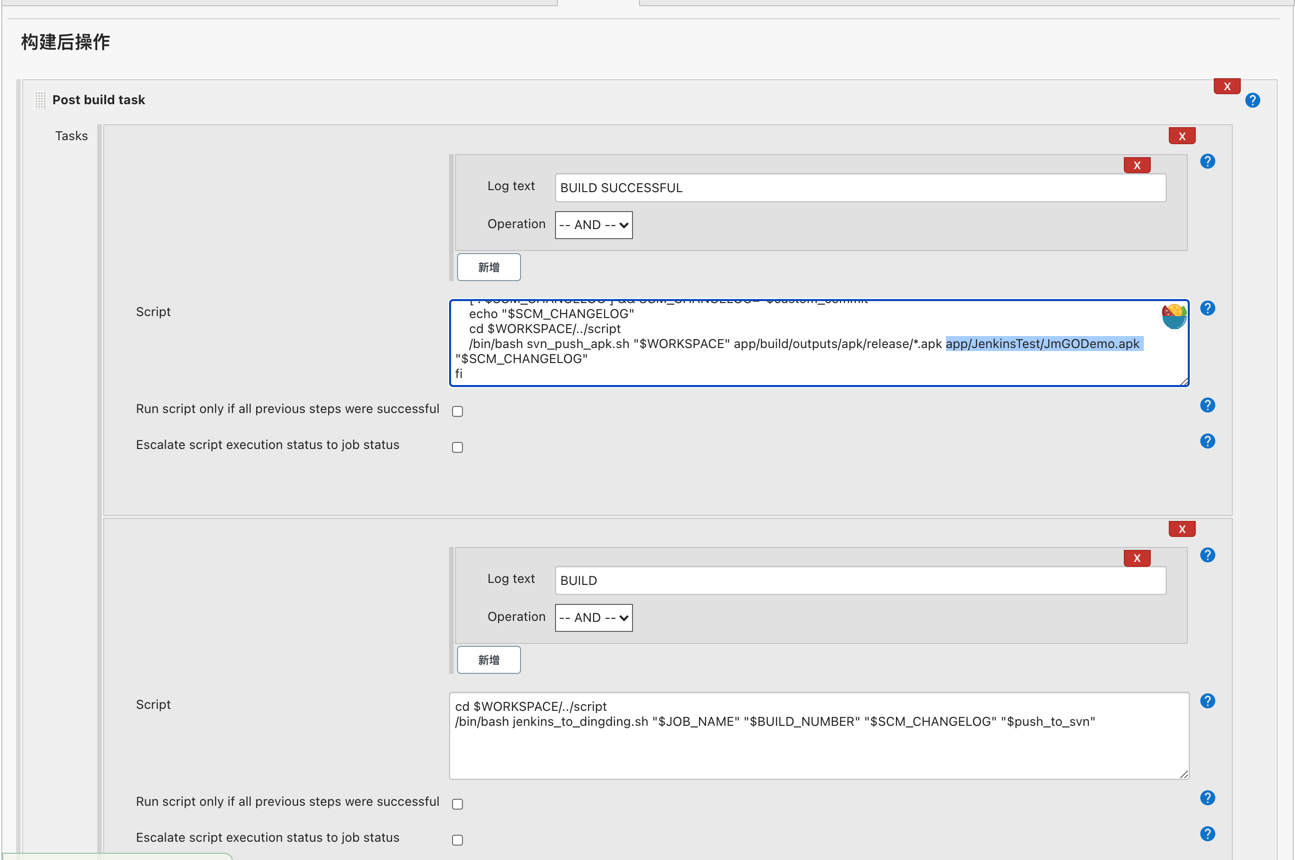 构建后操作
X
Post build task
?
Tasks
X
?
X
Log text
BUILD SUCCESSFUL
Operation
-- AND --
新增
Script
?
echo "$SCM_CHANGELOG"
cd $WORKSPACE/../script
/bin/bash svn_push_apk.sh "$WORKSPACE" app/build/outputs/apk/release/*.apk app/JenkinsTest/JmGODemo.apk
"$SCM_CHANGELOG"
fi
Run script only if all previous steps were successful
?
Escalate script execution status to job status
?
X
?
X
Log text
BUILD
Operation
-- AND --
新增
Script
?
cd $WORKSPACE/../script
/bin/bash jenkins_to_dingding.sh "$JOB_NAME" "$BUILD_NUMBER" "$SCM_CHANGELOG" "$push_to_svn"
Run script only if all previous steps were successful
?
Escalate script execution status to job status
?